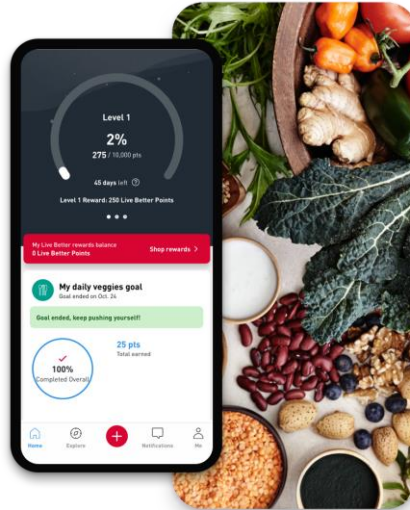 Level 1
2%
275 / 10,000 pts
45 days left ?
Level 1 Reward: 250 Live Better Points
My Live Better rewards balance
0 Live Better Points
Shop rewards >
My daily veggies goal
Goal ended on Oct. 26
Goal ended, keep pushing yourself!
25 pts
Total earned
100%
Completed Overall
Home
Explore
Notifications
Me